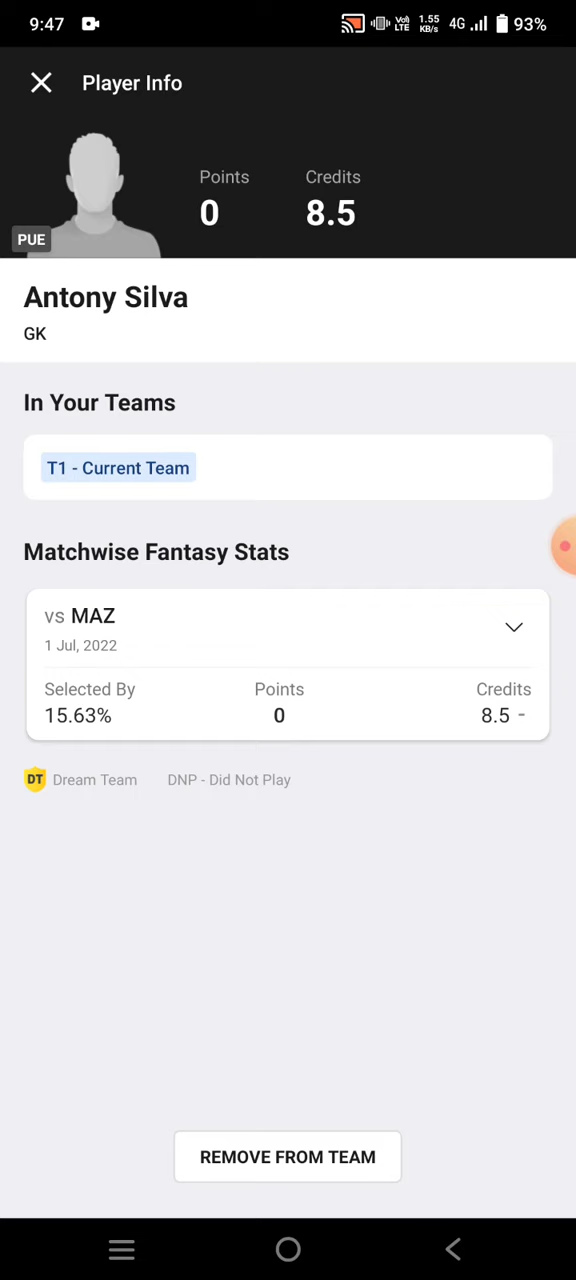 9:47
Vo)
LTE
1.55
KB/s
4G
93%
Player Info
Points
Credits
0
8.5
PUE
Antony Silva
GK
In Your Teams
T1 - Current Team
Matchwise Fantasy Stats
vs MAZ
1 Jul, 2022
Selected By
Points
Credits
15.63%
0
8.5 -
DT Dream Team
DNP - Did Not Play
REMOVE FROM TEAM